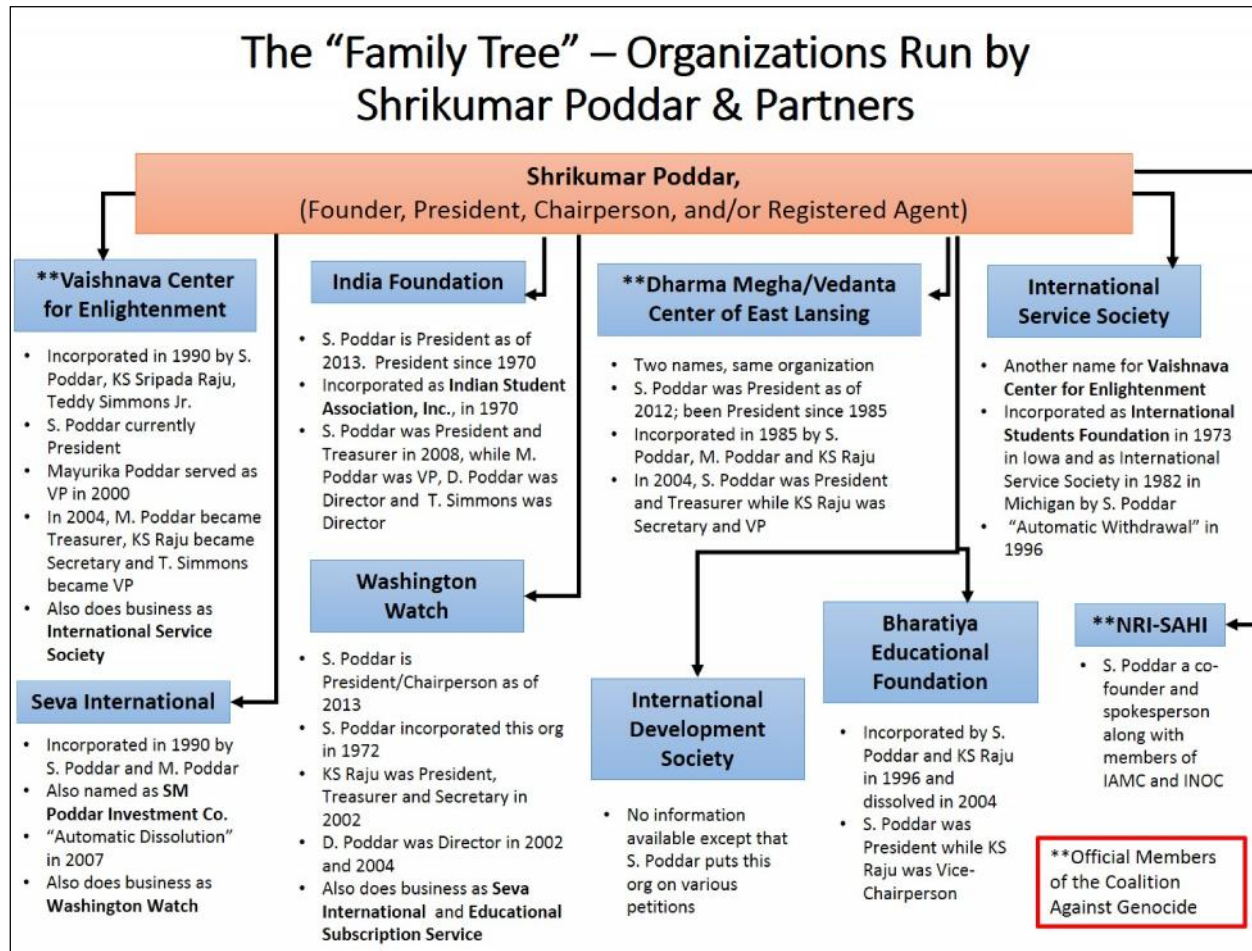 The “Family Tree” – Organizations Run by
Shrikumar Poddar & Partners
Shrikumar Poddar,
(Founder, President, Chairperson, and/or Registered Agent)
**Vaishnava Center
for Enlightenment
• Incorporated in 1990 by S.
Poddar, KS Sripada Raju,
Teddy Simmons Jr.
• S. Poddar currently
President
• Mayurika Poddar served as
VP in 2000
• In 2004, M. Poddar became
Treasurer, KS Raju became
Secretary and T. Simmons
became VP
• Also does business as
International Service
Society
Seva International
• Incorporated in 1990 by
S. Poddar and M. Poddar
• Also named as SM
Poddar Investment Co.
• “Automatic Dissolution”
in 2007
• Also does business as
Washington Watch
India Foundation
• S. Poddar is President as of
2013. President since 1970
• Incorporated as Indian Student
Association, Inc., in 1970
• S. Poddar was President and
Treasurer in 2008, while M.
Poddar was VP, D. Poddar was
Director and T. Simmons was
Director
Washington
Watch
• S. Poddar is
President/Chairperson as of
2013
• S. Poddar incorporated this org
in 1972
• KS Raju was President,
Treasurer and Secretary in
2002
• D. Poddar was Director in 2002
and 2004
• Also does business as Seva
International and Educational
Subscription Service
**Dharma Megha/Vedanta
Center of East Lansing
• Two names, same organization
• S. Poddar was President as of
2012; been President since 1985
• Incorporated in 1985 by S.
Poddar, M. Poddar and KS Raju
• In 2004, S. Poddar was President
and Treasurer while KS Raju was
Secretary and VP
International
Development
Society
• No information
available except that
S. Poddar puts this
org on various
petitions
Bharatiya
Educational
Foundation
• Incorporated by S.
Poddar and KS Raju
in 1996 and
dissolved in 2004
• S. Poddar was
President while KS
Raju was Vice-
Chairperson
International
Service Society
• Another name for Vaishnava
Center for Enlightenment
• Incorporated as International
Students Foundation in 1973
in Iowa and as International
Service Society in 1982 in
Michigan by S. Poddar
• “Automatic Withdrawal” in
1996
**NRI-SAHI
• S. Poddar a co-
founder and
spokesperson
along with
members of
IAMC and INOC
**Official Members
of the Coalition
Against Genocide